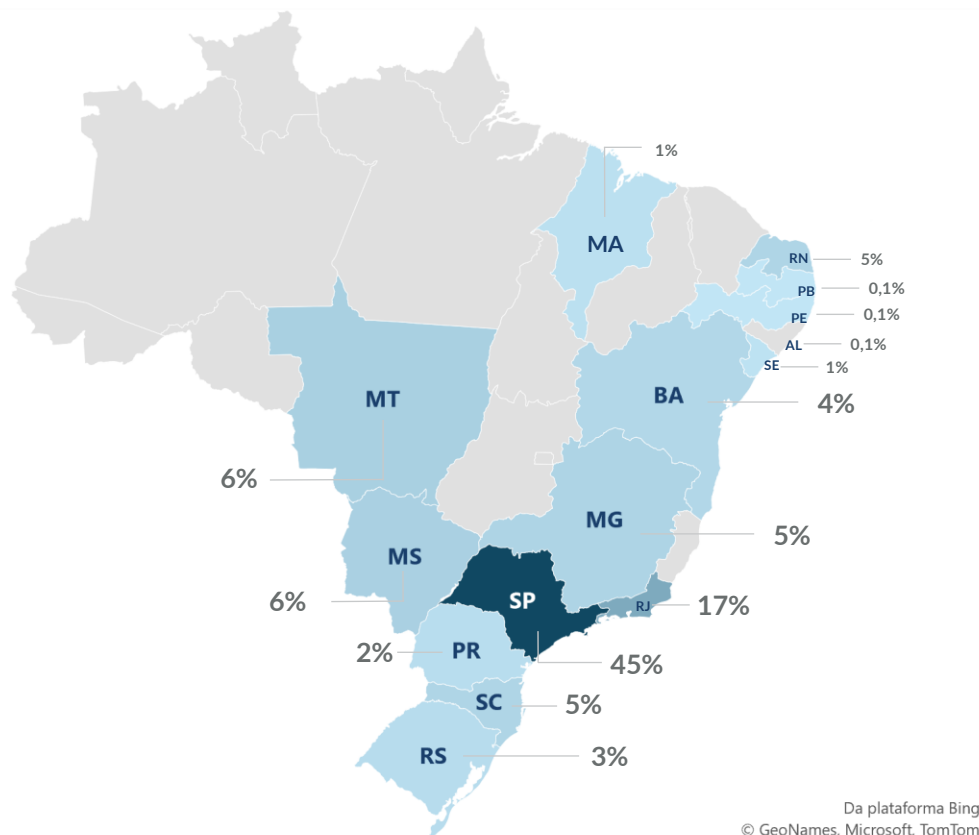 1%
MA
RN
5%
PB
0,1%
PE
0,1%
AL
0,1%
SE
1%
BA
4%
MT
6%
MG
5%
MS
6%
SP
RJ
17%
45%
PR
2%
SC
5%
RS
3%
Da plataforma Bing
© GeoNames, Microsoft, TomTom